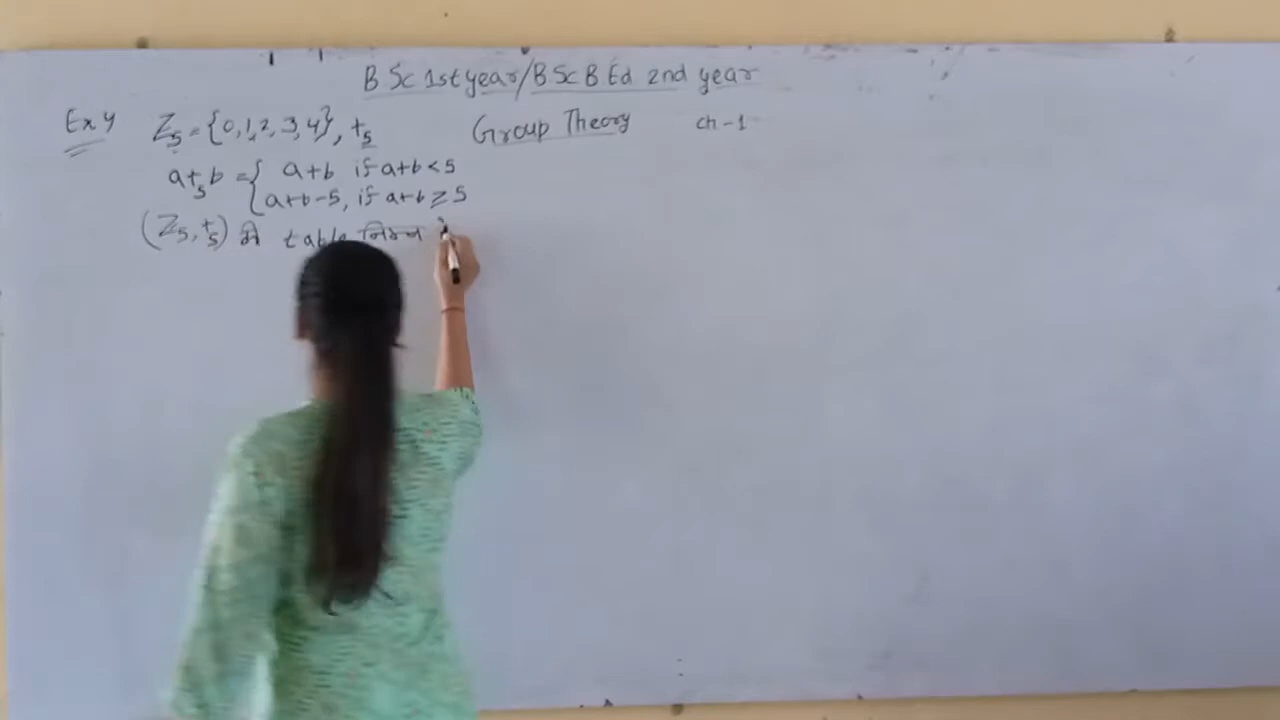 B Sc 1st year/B Sc B Ed 2nd year
Group Theory ch-1
Ex 4 Z₅ = {0,1,2,3,4}, +₅
a+₅b = { a+b if a+b<5
a+b-5, if a+b ≥ 5
(Z₅, +₅) की table निम्न